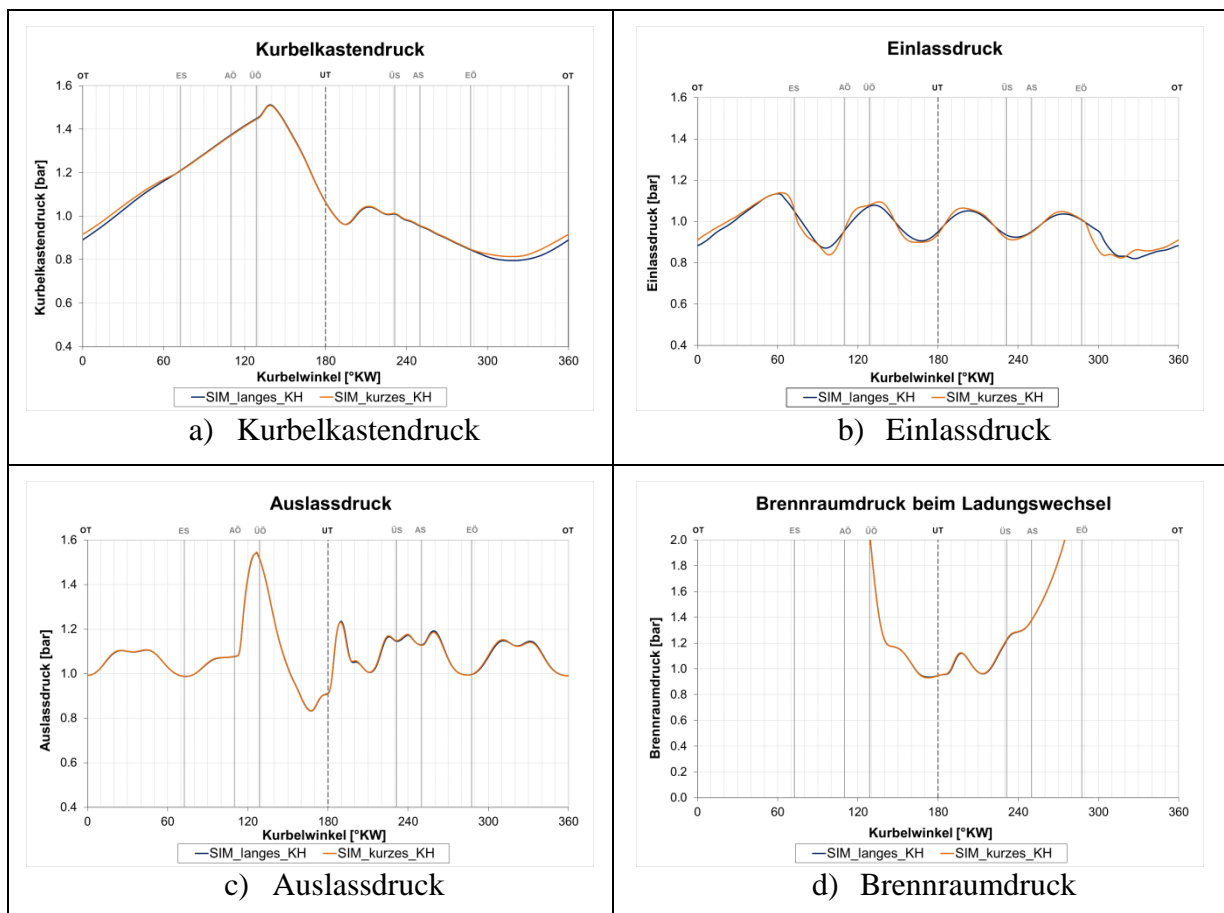 Kurbelkastendruck
OT ES AÖ ÜÖ UT ÜS AS EÖ OT
1.6
1.4
1.2
1.0
0.8
0.6
0.4
Kurbelkastendruck [bar]
0 60 120 180 240 300 360
Kurbelwinkel [°KW]
SIM_langes_KH SIM_kurzes_KH
a) Kurbelkastendruck
Einlassdruck
OT ES AÖ ÜÖ UT ÜS AS EÖ OT
1.6
1.4
1.2
1.0
0.8
0.6
0.4
Einlassdruck [bar]
0 60 120 180 240 300 360
Kurbelwinkel [°KW]
SIM_langes_KH SIM_kurzes_KH
b) Einlassdruck
Auslassdruck
OT ES AÖ ÜÖ UT ÜS AS EÖ OT
1.6
1.4
1.2
1.0
0.8
0.6
0.4
Auslassdruck [bar]
0 60 120 180 240 300 360
Kurbelwinkel [°KW]
SIM_langes_KH SIM_kurzes_KH
c) Auslassdruck
Brennraumdruck beim Ladungswechsel
OT ES AÖ ÜÖ UT ÜS AS EÖ OT
2.0
1.8
1.6
1.4
1.2
1.0
0.8
0.6
0.4
0.2
0.0
Brennraumdruck [bar]
0 60 120 180 240 300 360
Kurbelwinkel [°KW]
SIM_langes_KH SIM_kurzes_KH
d) Brennraumdruck